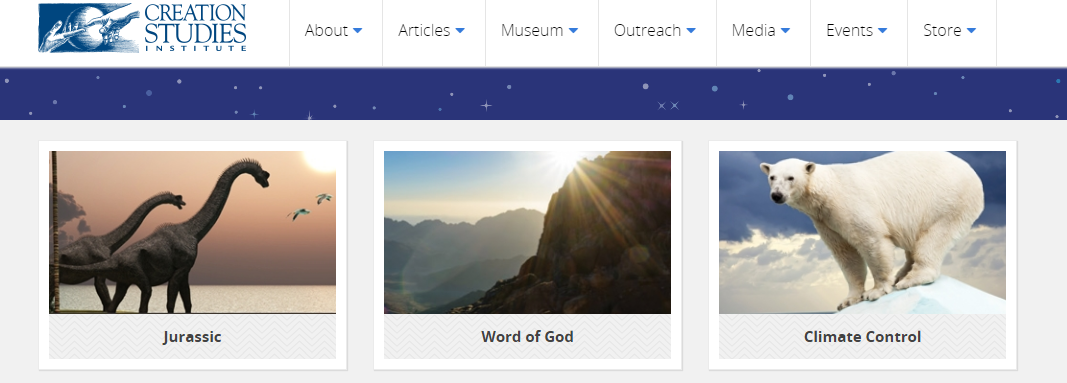 CREATION
STUDIES
INSTITUTE
About Articles Museum Outreach Media Events Store
Jurassic Word of God Climate Control